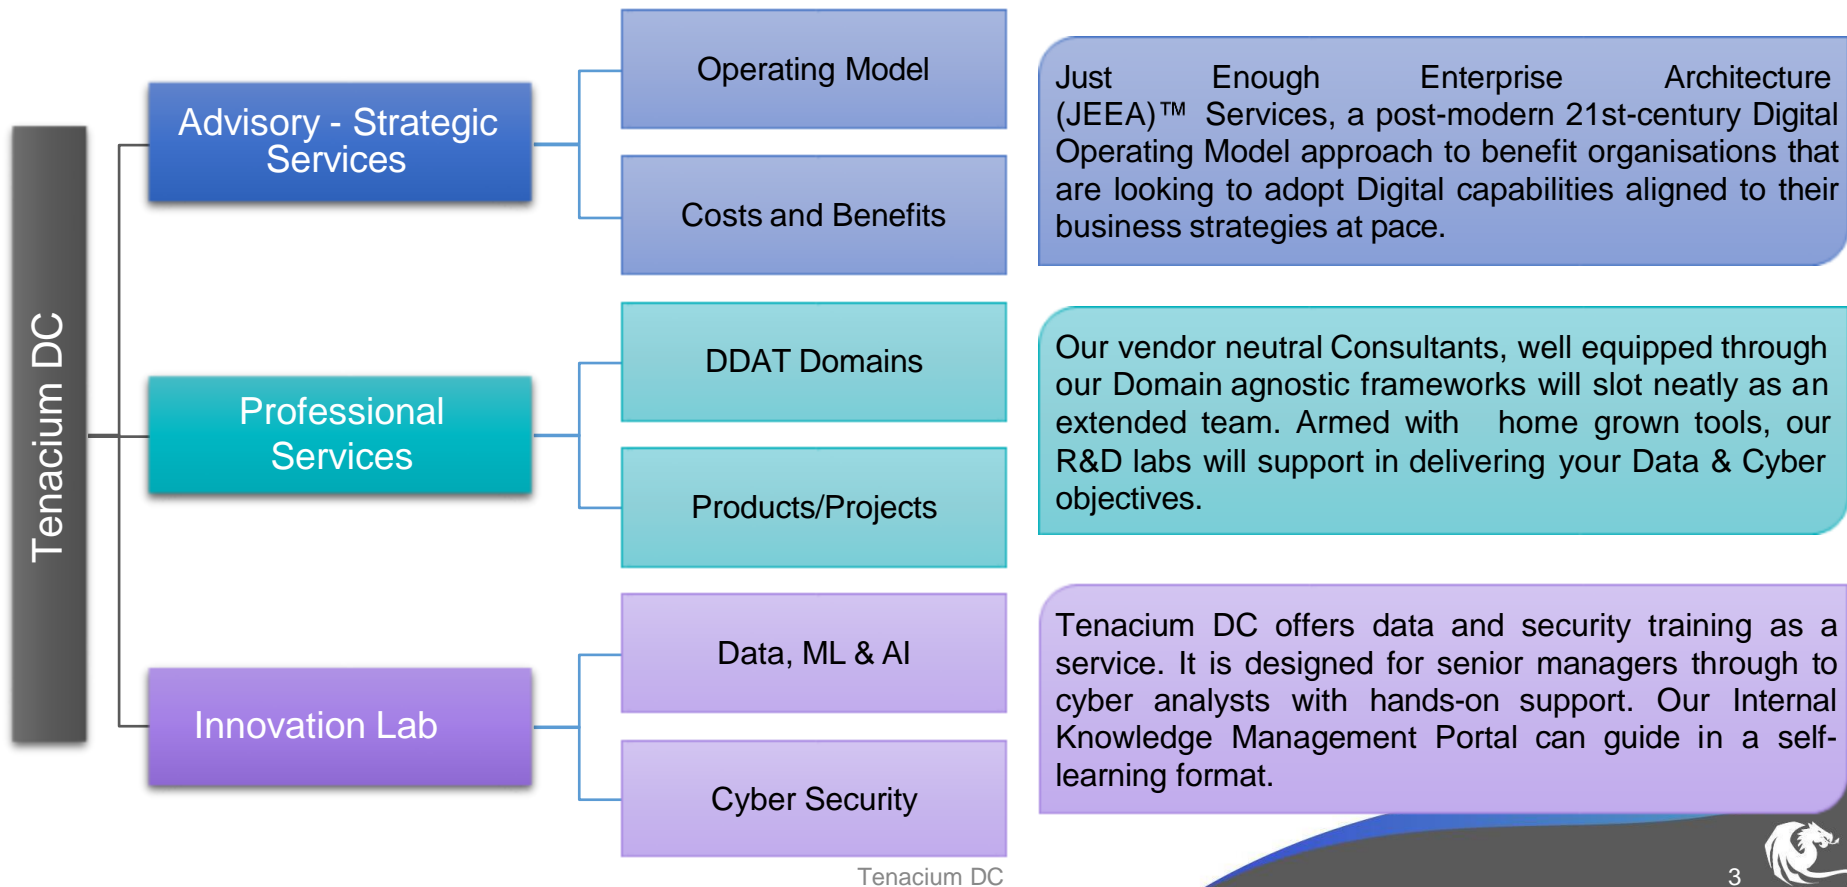 Tenacium DC
Advisory - Strategic
Services
Operating Model
Costs and Benefits
Just Enough Enterprise Architecture
(JEEA)™ Services, a post-modern 21st-century Digital
Operating Model approach to benefit organisations that
are looking to adopt Digital capabilities aligned to their
business strategies at pace.
Professional
Services
DDAT Domains
Products/Projects
Our vendor neutral Consultants, well equipped through
our Domain agnostic frameworks will slot neatly as an
extended team. Armed with home grown tools, our
R&D labs will support in delivering your Data & Cyber
objectives.
Innovation Lab
Data, ML & AI
Cyber Security
Tenacium DC offers data and security training as a
service. It is designed for senior managers through to
cyber analysts with hands-on support. Our Internal
Knowledge Management Portal can guide in a self-
learning format.
Tenacium DC
3